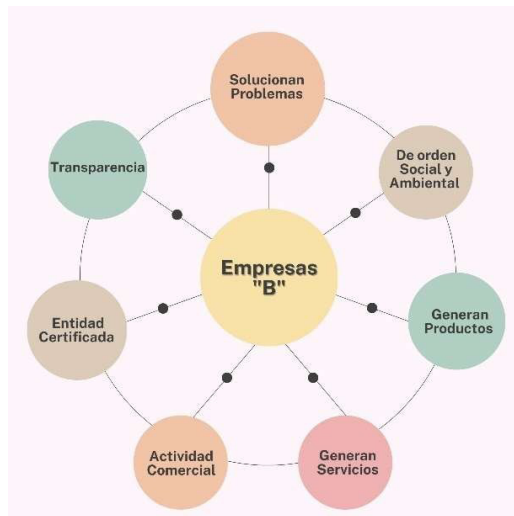 Solucionan
Problemas
De orden
Social y
Ambiental
Generan
Productos
Generan
Servicios
Actividad
Comercial
Entidad
Certificada
Transparencia
Empresas
"B"